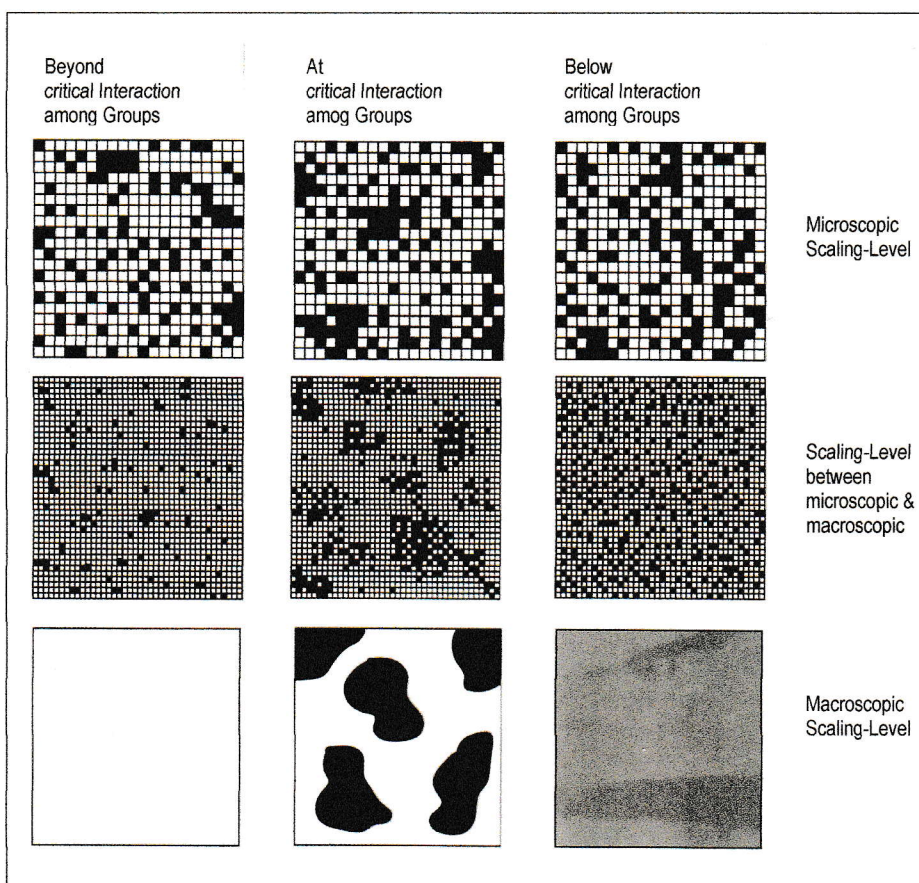 Beyond
critical Interaction
among Groups
At
critical Interaction
amog Groups
Below
critical Interaction
among Groups
Microscopic
Scaling-Level
Scaling-Level
between
microscopic &
macroscopic
Macroscopic
Scaling-Level